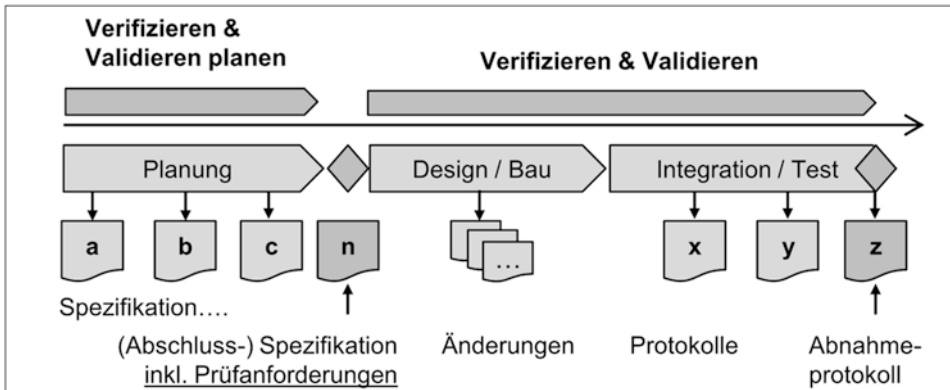 Verifizieren &
Validieren planen
Verifizieren & Validieren
Planung
Design / Bau
Integration / Test
a
b
c
n
...
x
y
z
Spezifikation....
(Abschluss-) Spezifikation
inkl. Prüfanforderungen
Änderungen
Protokolle
Abnahme-
protokoll